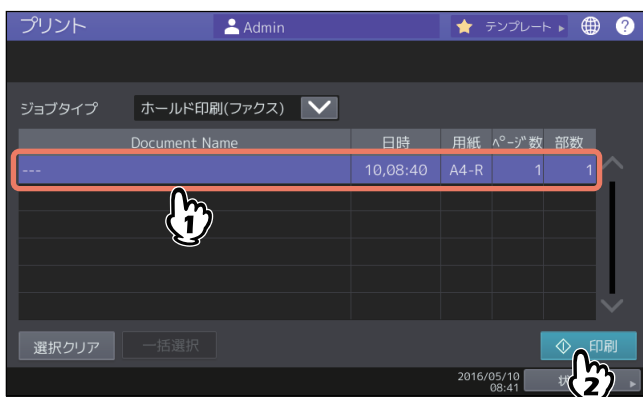 プリント Admin テンプレート ?
ジョブタイプ ホールド印刷(ファクス)
Document Name 日時 用紙 ページ数 部数
--- 10,08:40 A4-R 1 1
1
選択クリア 一括選択 印刷
2016/05/10
08:41
2